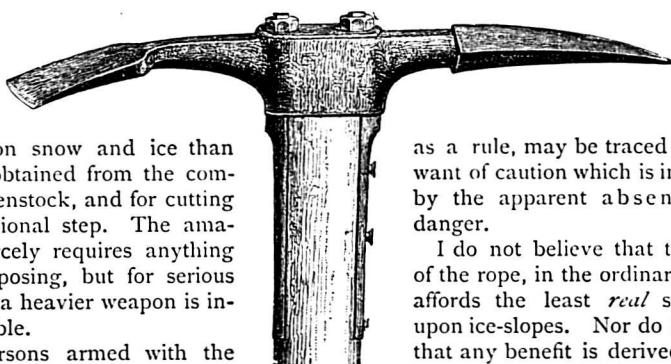 on snow and ice than
obtained from the com-
enstock, and for cutting
ional step. The ama-
rcely requires anything
posing, but for serious
a heavier weapon is in-
ble.
rsons armed with the
as a rule, may be traced
want of caution which is in
by the apparent absen
danger.
I do not believe that t
of the rope, in the ordinar
affords the least real s
upon ice-slopes. Nor do
that any benefit is derive